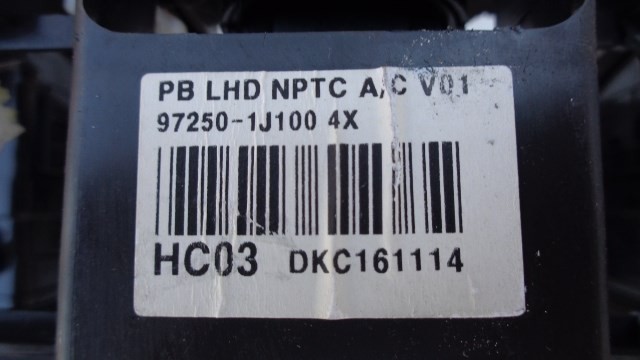 PB LHD NPTC A/C V01
97250-1J100 4X
HC03 DKC161114